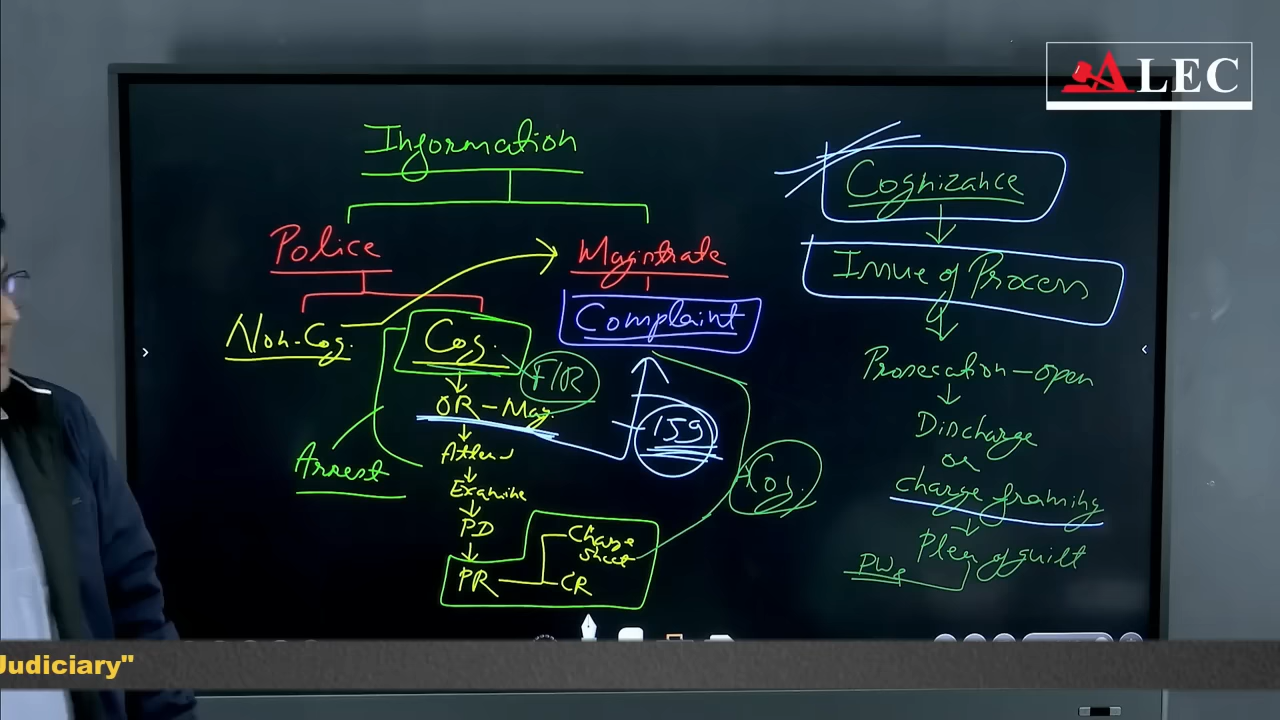 ALEC
Information
Police
Magistrate
Non-Cog.
Cog.
Complaint
FIR
OR - Mag.
159
Arrest
Atten
Examine
PD
PR
Charge
Sheet
CR
Cog.
Cognizance
Issue of Process
Prosecution - open
Discharge
or
charge framing
Plea of guilt
PWs
Judiciary"